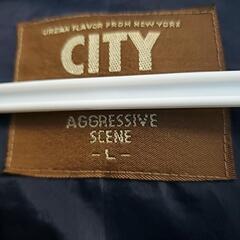 URBAN FLAVOR FROM NEW YORK
CITY
AGGRESSIVE
SCENE
-L-